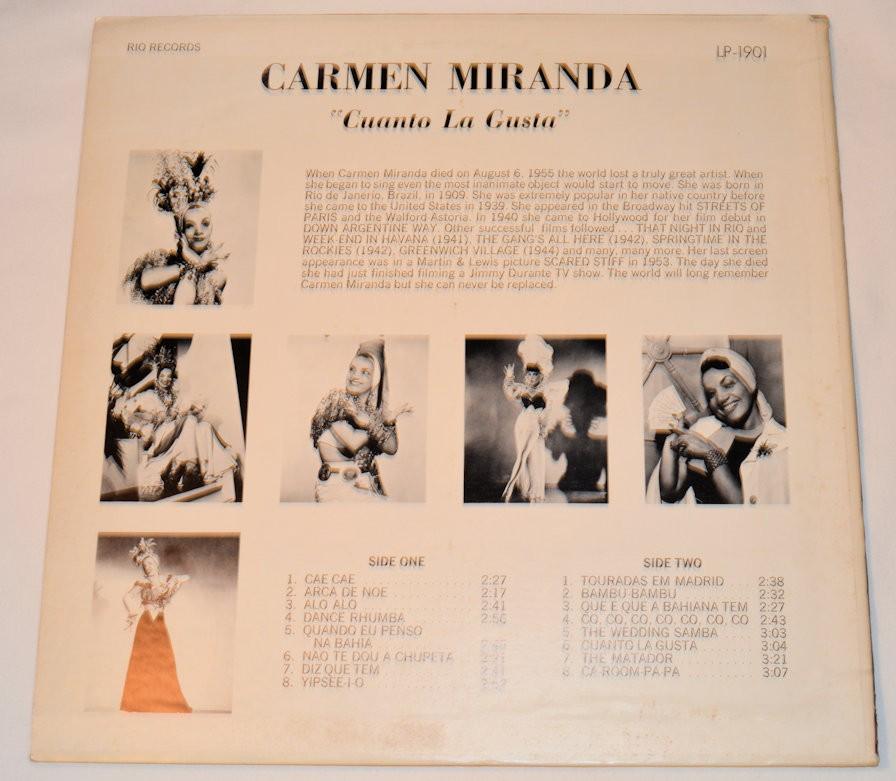 RIO RECORDS
LP-1901
CARMEN MIRANDA
"Cuanto La Gusta"
When Carmen Miranda died on August 6, 1955 the world lost a truly great artist. When
she began to sing even the most inanimate object would start to move. She was born in
Rio de Janerio, Brazil, in 1909. She was extremely popular in her native country before
she came to the United States in 1939. She appeared in the Broadway hit STREETS OF
PARIS and the Walford Astoria. In 1940 she came to Hollywood for her film debut in
DOWN ARGENTINE WAY. Other successful films followed . . . THAT NIGHT IN RIO and
WEEK-END IN HAVANA (1941), THE GANG'S ALL HERE (1942), SPRINGTIME IN THE
ROCKIES (1942), GREENWICH VILLAGE (1944) and many, many more. Her last screen
appearance was in a Martin & Lewis picture SCARED STIFF in 1953. The day she died
she had just finished filming a Jimmy Durante TV show. The world will long remember
Carmen Miranda but she can never be replaced.
SIDE ONE
1. CAE CAE 2:27
2. ARCA DE NOE 2:17
3. ALO ALO 2:41
4. DANCE RHUMBA 2:50
5. QUANDO EU PENSO
NA BAHIA
6. NAO TE DOU A CHUPETA
7. DIZ QUE TEM
8. YIPSEE-I-O
SIDE TWO
1. TOURADAS EM MADRID 2:38
2. BAMBU-BAMBU 2:32
3. QUE E QUE A BAHIANA TEM 2:27
4. CO, CO, CO, CO, CO, CO 2:43
5. THE WEDDING SAMBA 3:03
6. CUANTO LA GUSTA 3:04
7. THE MATADOR 3:21
8. CA-ROOM-PA-PA 3:07